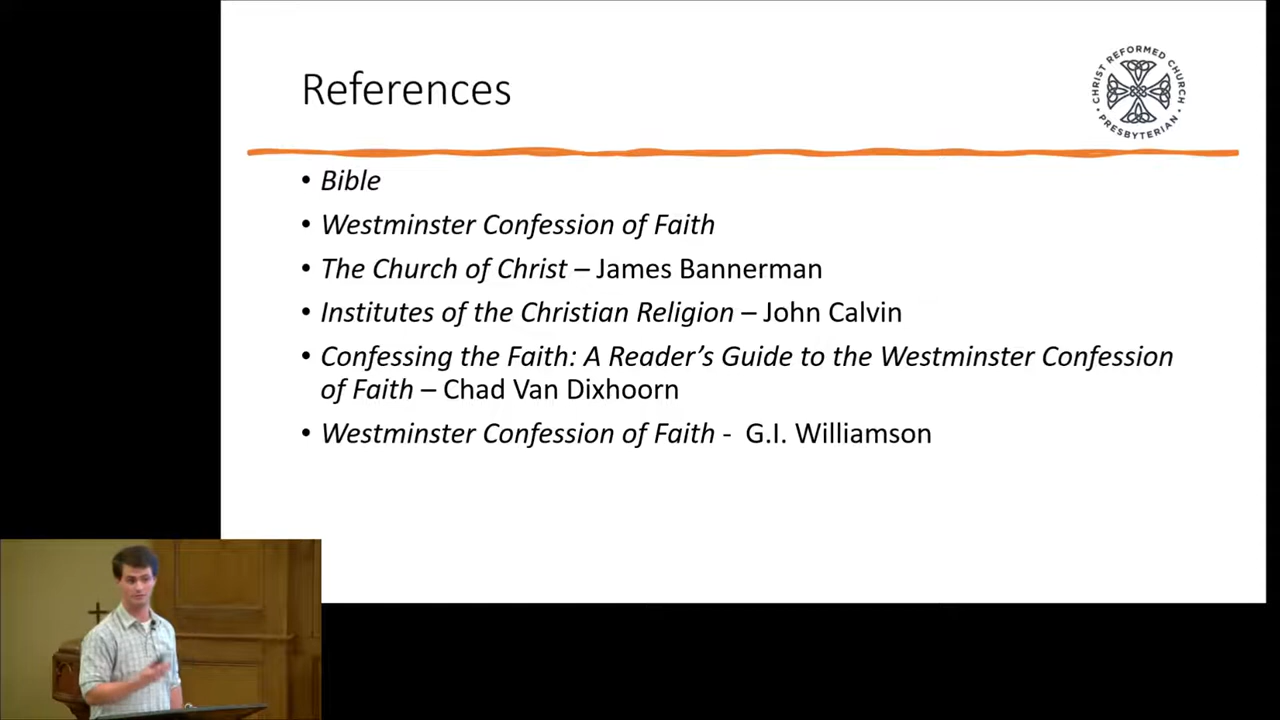 References
CHRIST REFORMED CHURCH
• PRESBYTERIAN •
• Bible
• Westminster Confession of Faith
• The Church of Christ – James Bannerman
• Institutes of the Christian Religion – John Calvin
• Confessing the Faith: A Reader’s Guide to the Westminster Confession
of Faith – Chad Van Dixhoorn
• Westminster Confession of Faith - G.I. Williamson